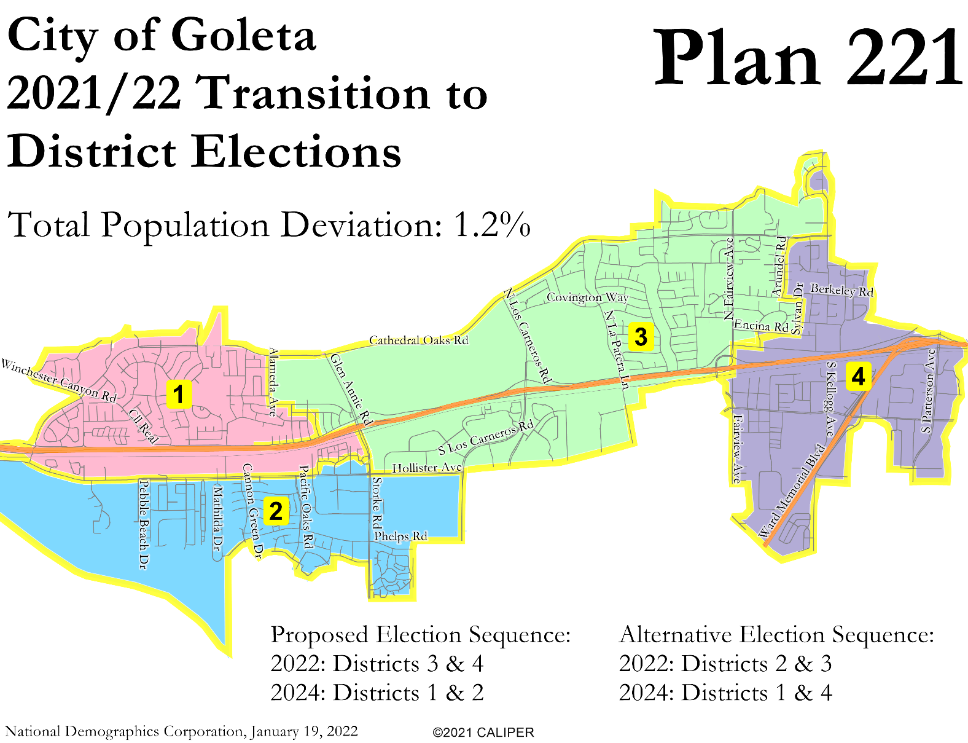 City of Goleta
2021/22 Transition to
District Elections
Plan 221
Total Population Deviation: 1.2%
Covington Way
N Los Carneros Rd
N La Patera Ln
N Fairview Ave
Arundel Rd
Berkeley Rd
Sylvan Dr
Encina Rd
3
Cathedral Oaks Rd
Winchester Canyon Rd
1
Calle Real
Alameda Ave
Glen Annie Rd
4
S Kellogg Ave
S Patterson Ave
Fairview Ave
Ward Memorial Blvd
S Los Carneros Rd
Hollister Ave
Pebble Beach Dr
Mathilda Dr
Cannon Green Dr
2
Pacific Oaks Rd
Storke Rd
Phelps Rd
Proposed Election Sequence:
2022: Districts 3 & 4
2024: Districts 1 & 2
Alternative Election Sequence:
2022: Districts 2 & 3
2024: Districts 1 & 4
National Demographics Corporation, January 19, 2022
©2021 CALIPER